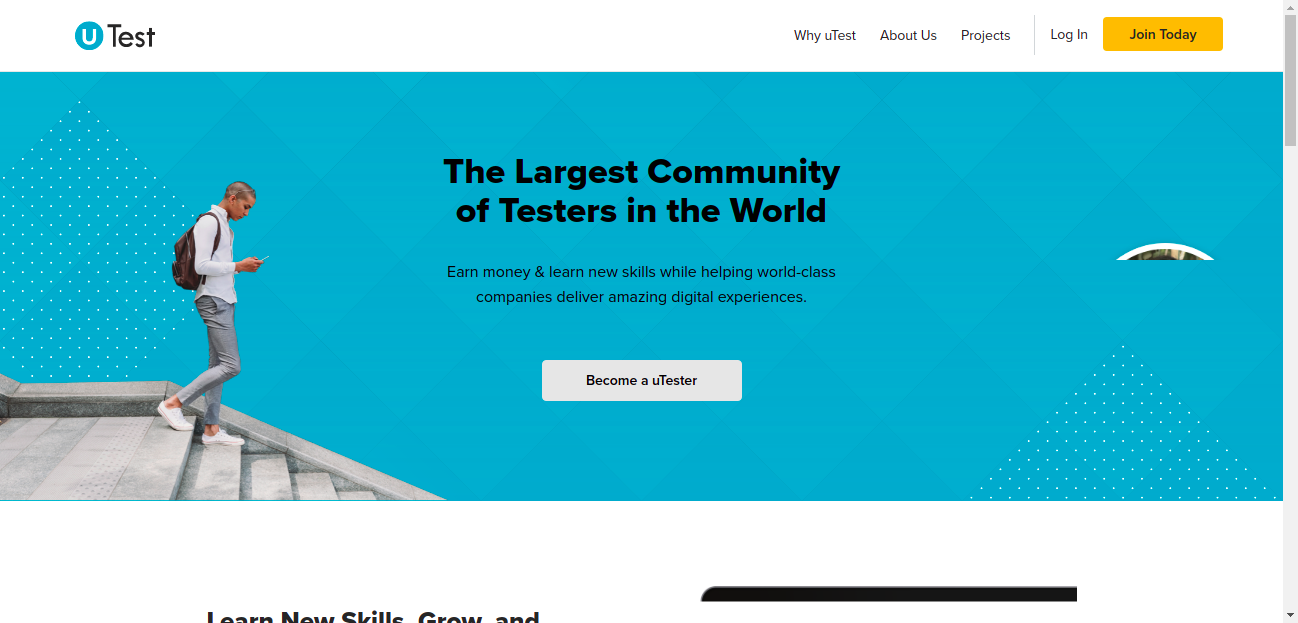 uTest
Why uTest
About Us
Projects
Log In
Join Today
The Largest Community
of Testers in the World
Earn money & learn new skills while helping world-class
companies deliver amazing digital experiences.
Become a uTester
Learn New Skills, Grow, and